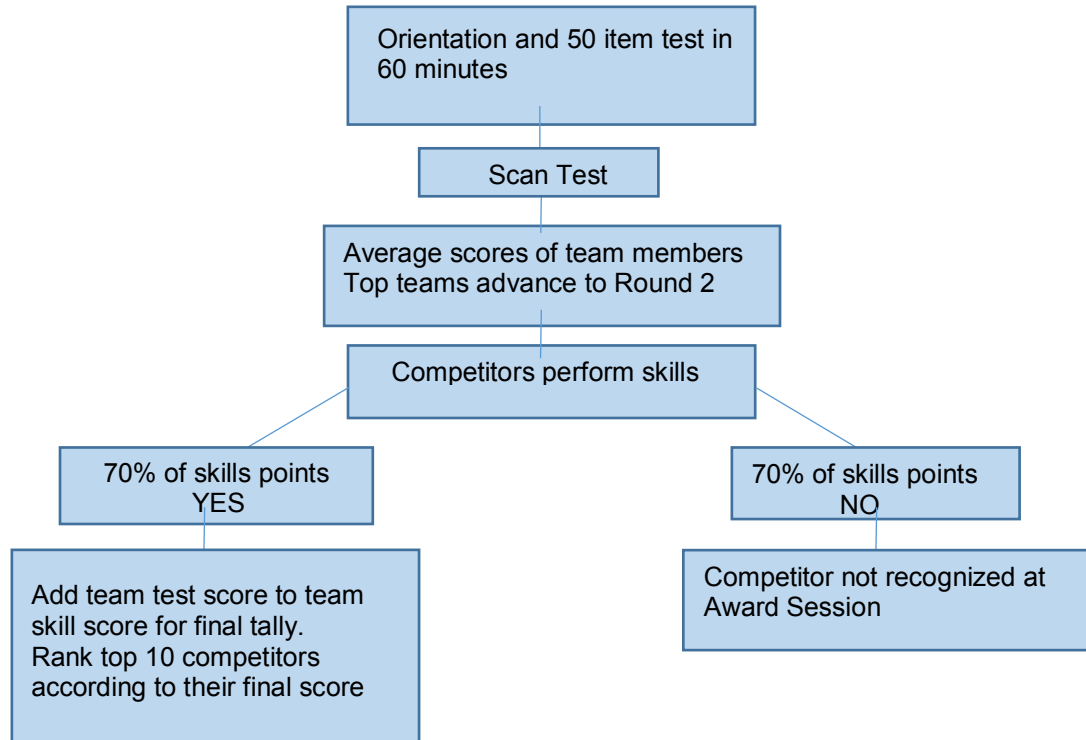 Orientation and 50 item test in
60 minutes
Scan Test
Average scores of team members
Top teams advance to Round 2
Competitors perform skills
70% of skills points
YES
70% of skills points
NO
Add team test score to team
skill score for final tally.
Rank top 10 competitors
according to their final score
Competitor not recognized at
Award Session